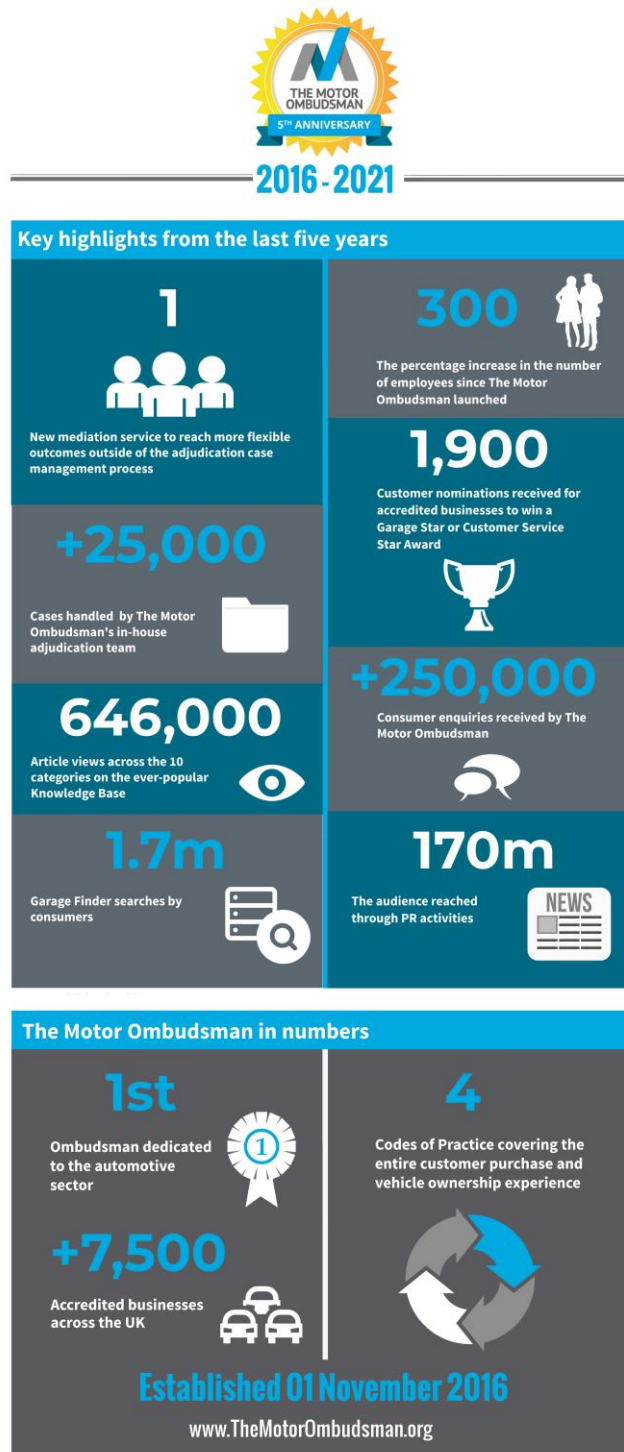 THE MOTOR
OMBUDSMAN
5TH ANNIVERSARY
2016 - 2021
Key highlights from the last five years
1
New mediation service to reach more flexible
outcomes outside of the adjudication case
management process
+25,000
Cases handled by The Motor
Ombudsman's in-house
adjudication team
646,000
Article views across the 10
categories on the ever-popular
Knowledge Base
1.7m
Garage Finder searches by
consumers
300
The percentage increase in the number
of employees since The Motor
Ombudsman launched
1,900
Customer nominations received for
accredited businesses to win a
Garage Star or Customer Service
Star Award
+250,000
Consumer enquiries received by The
Motor Ombudsman
170m
The audience reached
through PR activities
NEWS
The Motor Ombudsman in numbers
1st
Ombudsman dedicated
to the automotive
sector
1
+7,500
Accredited businesses
across the UK
4
Codes of Practice covering the
entire customer purchase and
vehicle ownership experience
Established 01 November 2016
www.TheMotorOmbudsman.org